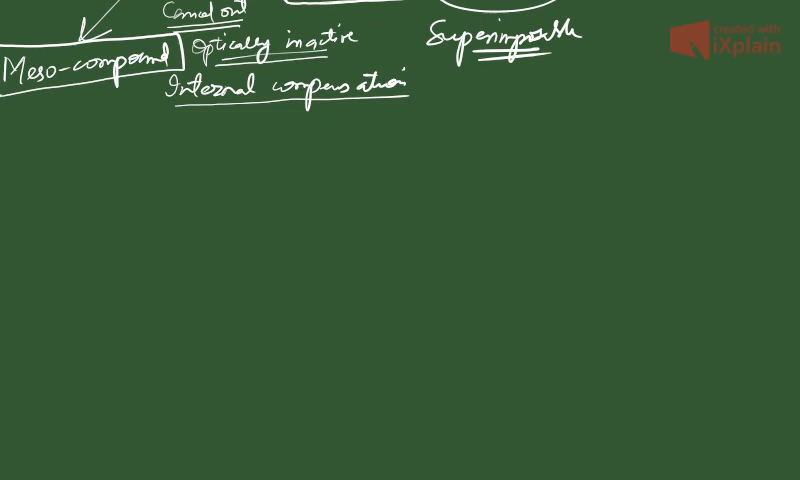 Cancel out
Optically inactive
Superimposable
Meso-compound
Internal compensation
created with
iXplain